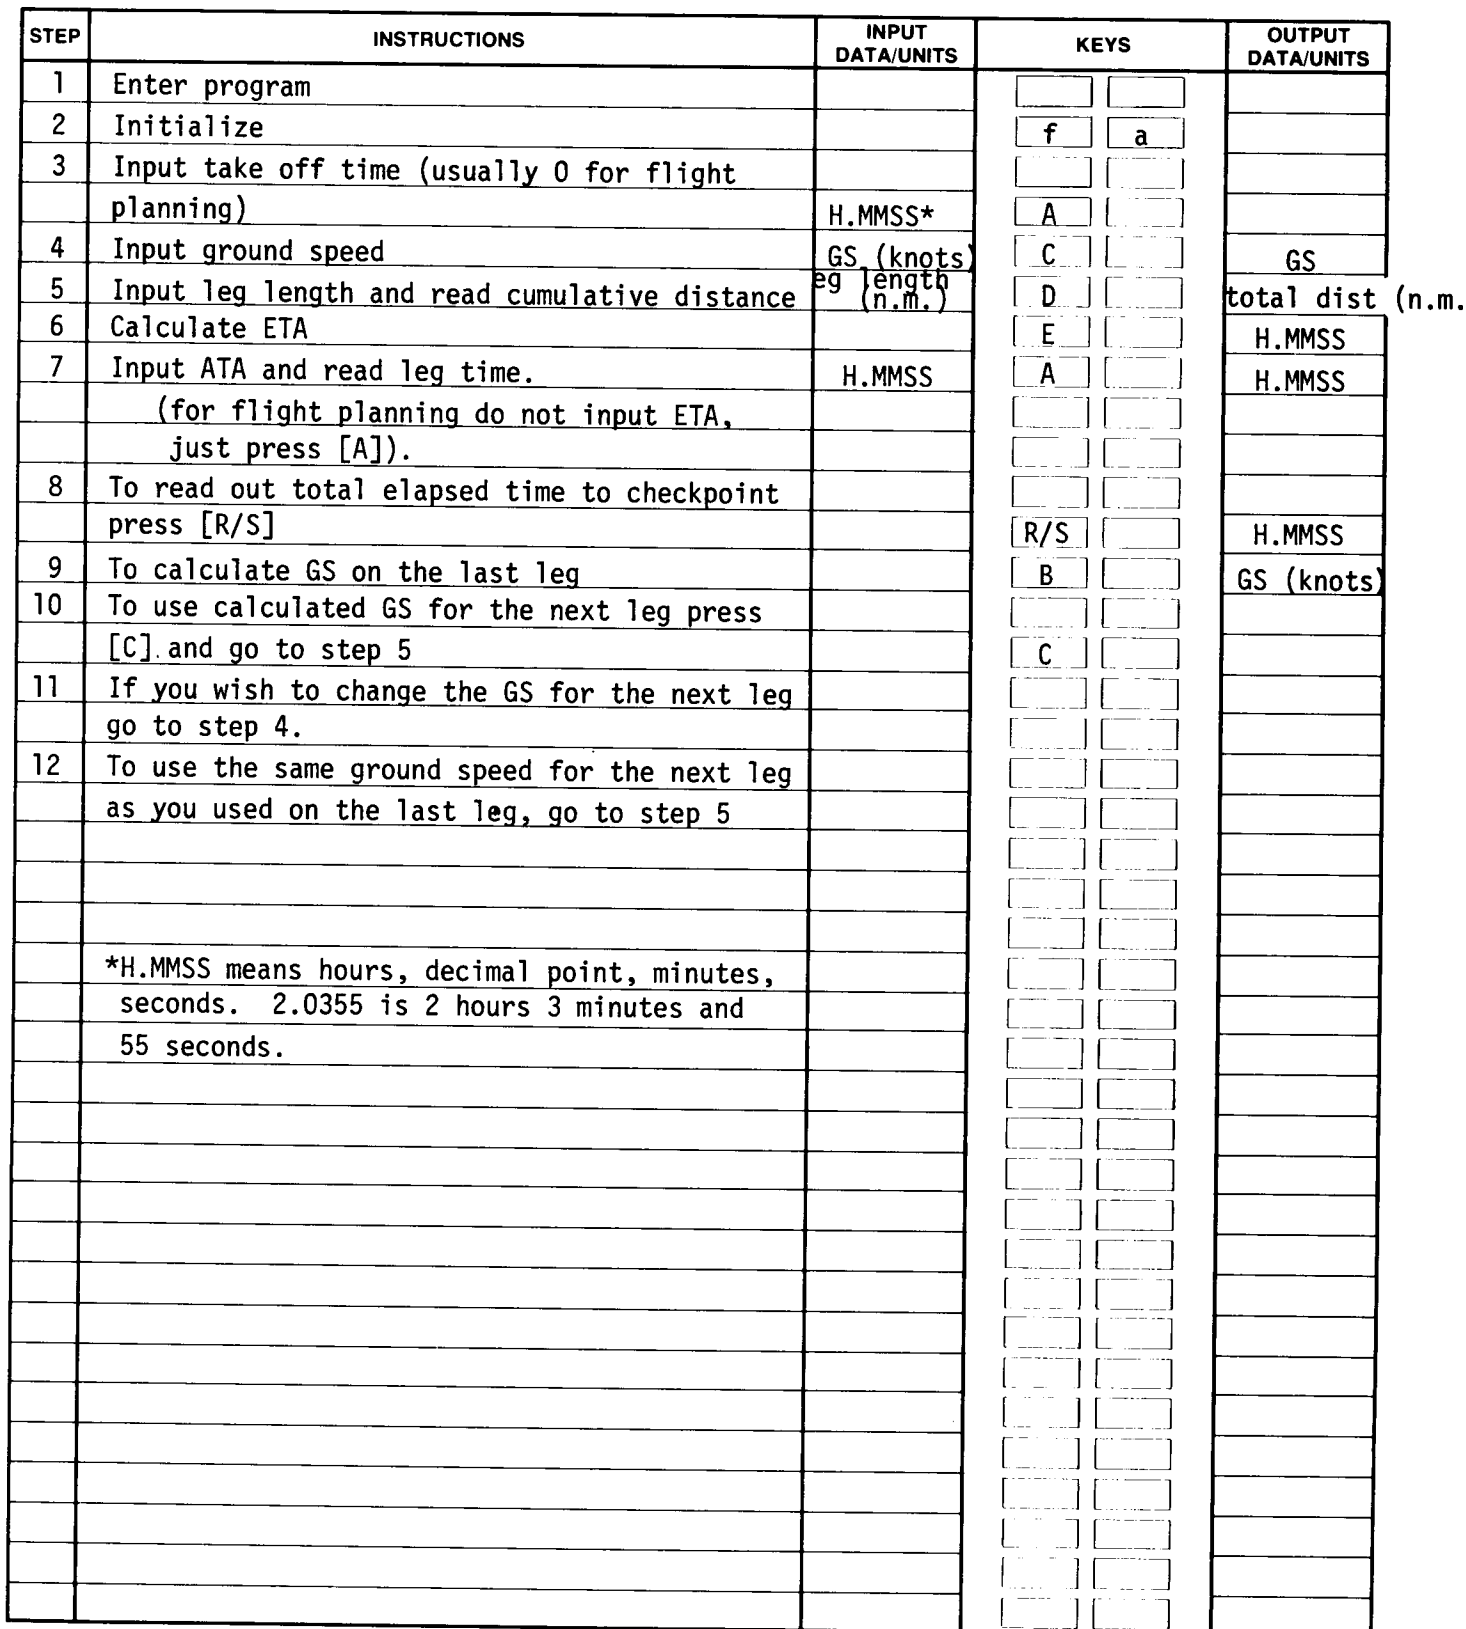 STEP INSTRUCTIONS INPUT DATA/UNITS KEYS OUTPUT DATA/UNITS
1 Enter program
2 Initialize f a
3 Input take off time (usually 0 for flight
planning) H.MMSS* A
4 Input ground speed GS (knots) C GS
5 Input leg length and read cumulative distance eg length (n.m.) D total dist (n.m.
6 Calculate ETA E H.MMSS
7 Input ATA and read leg time. H.MMSS A H.MMSS
(for flight planning do not input ETA,
just press [A]).
8 To read out total elapsed time to checkpoint
press [R/S] R/S H.MMSS
9 To calculate GS on the last leg B GS (knots)
10 To use calculated GS for the next leg press
[C]. and go to step 5 C
11 If you wish to change the GS for the next leg
go to step 4.
12 To use the same ground speed for the next leg
as you used on the last leg, go to step 5
*H.MMSS means hours, decimal point, minutes,
seconds. 2.0355 is 2 hours 3 minutes and
55 seconds.